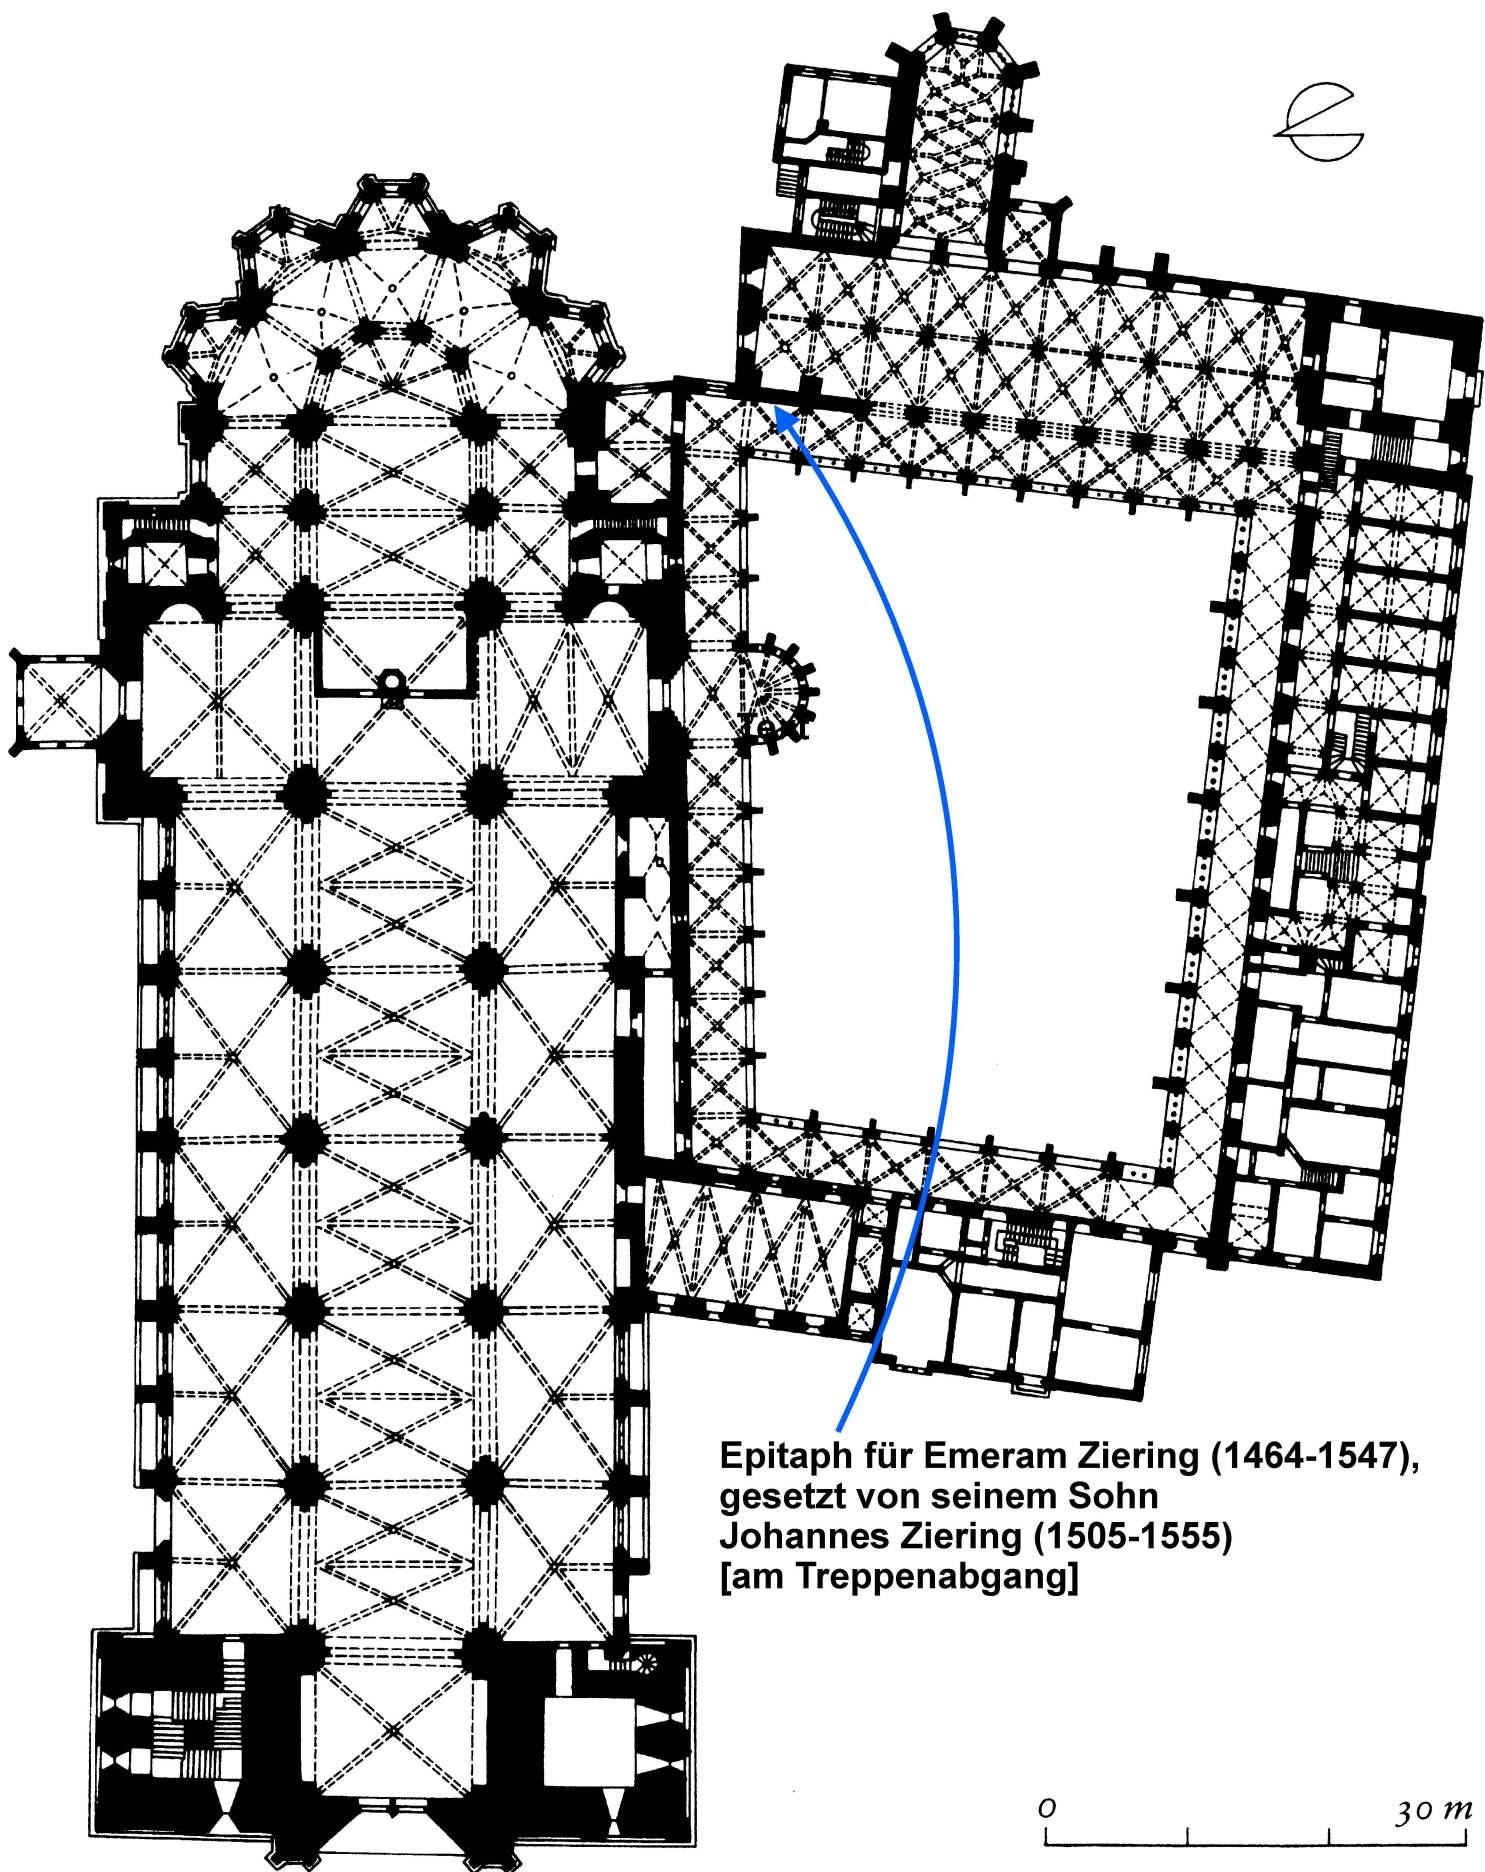 Epitaph für Emeram Ziering (1464-1547),
gesetzt von seinem Sohn
Johannes Ziering (1505-1555)
[am Treppenabgang]
0 30 m